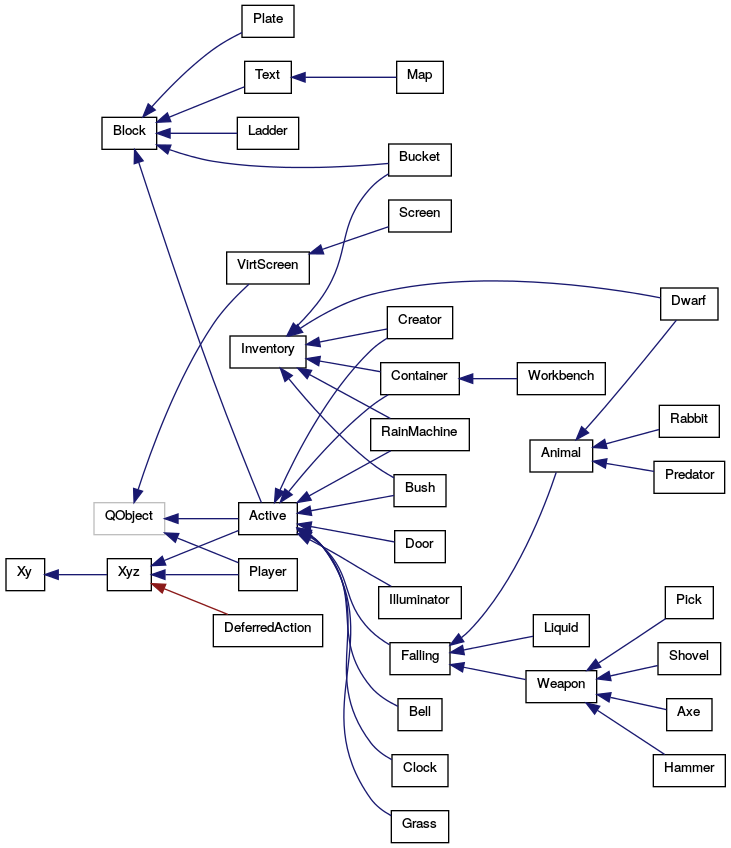 Plate
Text
Map
Block
Ladder
Bucket
Screen
VirtScreen
Dwarf
Creator
Inventory
Container
Workbench
RainMachine
Rabbit
Animal
Predator
Bush
QObject
Active
Door
Xy
Xyz
Player
Illuminator
Pick
DeferredAction
Liquid
Falling
Shovel
Weapon
Bell
Axe
Clock
Hammer
Grass